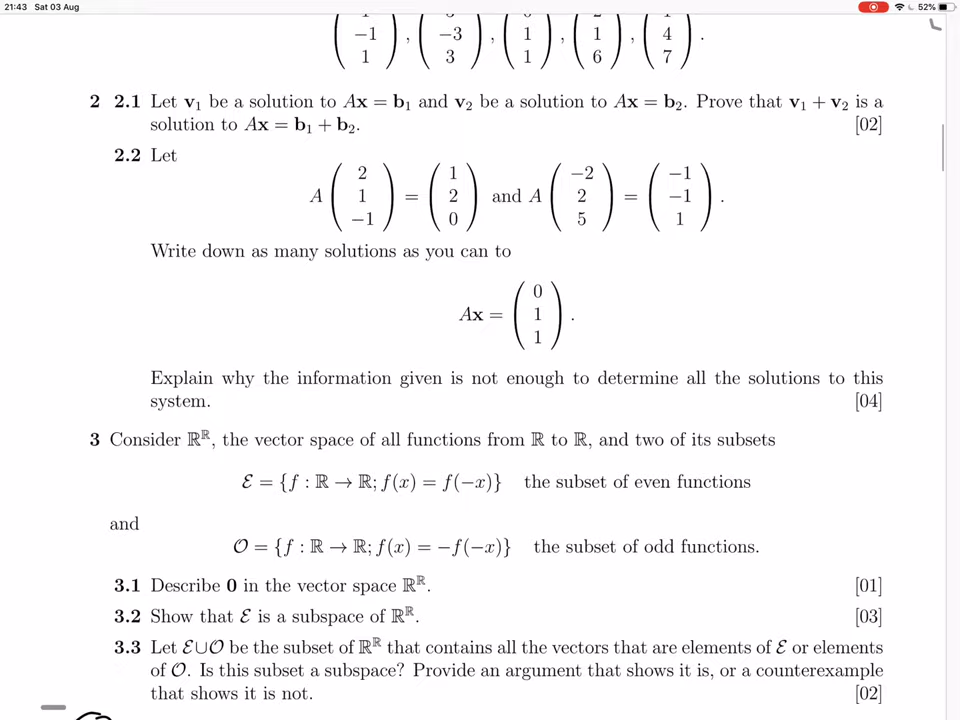 21:43 Sat 03 Aug 52%
−1 , −3 , 1 , 1 , 4 .
1 3 1 6 7
2 2.1 Let v₁ be a solution to Ax = b₁ and v₂ be a solution to Ax = b₂. Prove that v₁ + v₂ is a
solution to Ax = b₁ + b₂. [02]
2.2 Let
A ( 2 1 −1 ) = ( 1 2 0 ) and A ( −2 2 5 ) = ( −1 −1 1 ) .
Write down as many solutions as you can to
Ax = ( 0 1 1 ) .
Explain why the information given is not enough to determine all the solutions to this
system. [04]
3 Consider ℝ^ℝ, the vector space of all functions from ℝ to ℝ, and two of its subsets
ℰ = {f : ℝ → ℝ; f(x) = f(−x)} the subset of even functions
and
𝒪 = {f : ℝ → ℝ; f(x) = −f(−x)} the subset of odd functions.
3.1 Describe 0 in the vector space ℝ^ℝ. [01]
3.2 Show that ℰ is a subspace of ℝ^ℝ. [03]
3.3 Let ℰ∪𝒪 be the subset of ℝ^ℝ that contains all the vectors that are elements of ℰ or elements
of 𝒪. Is this subset a subspace? Provide an argument that shows it is, or a counterexample
that shows it is not. [02]